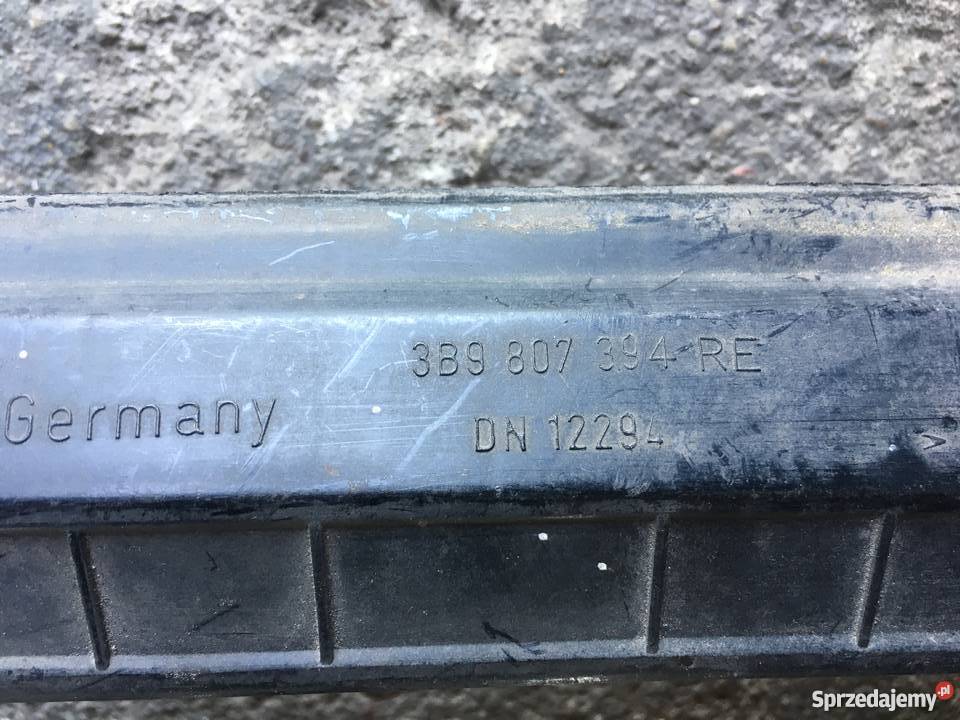 3B9 807 394 RE
Germany
DN 12294
>
Sprzedajemy.pl